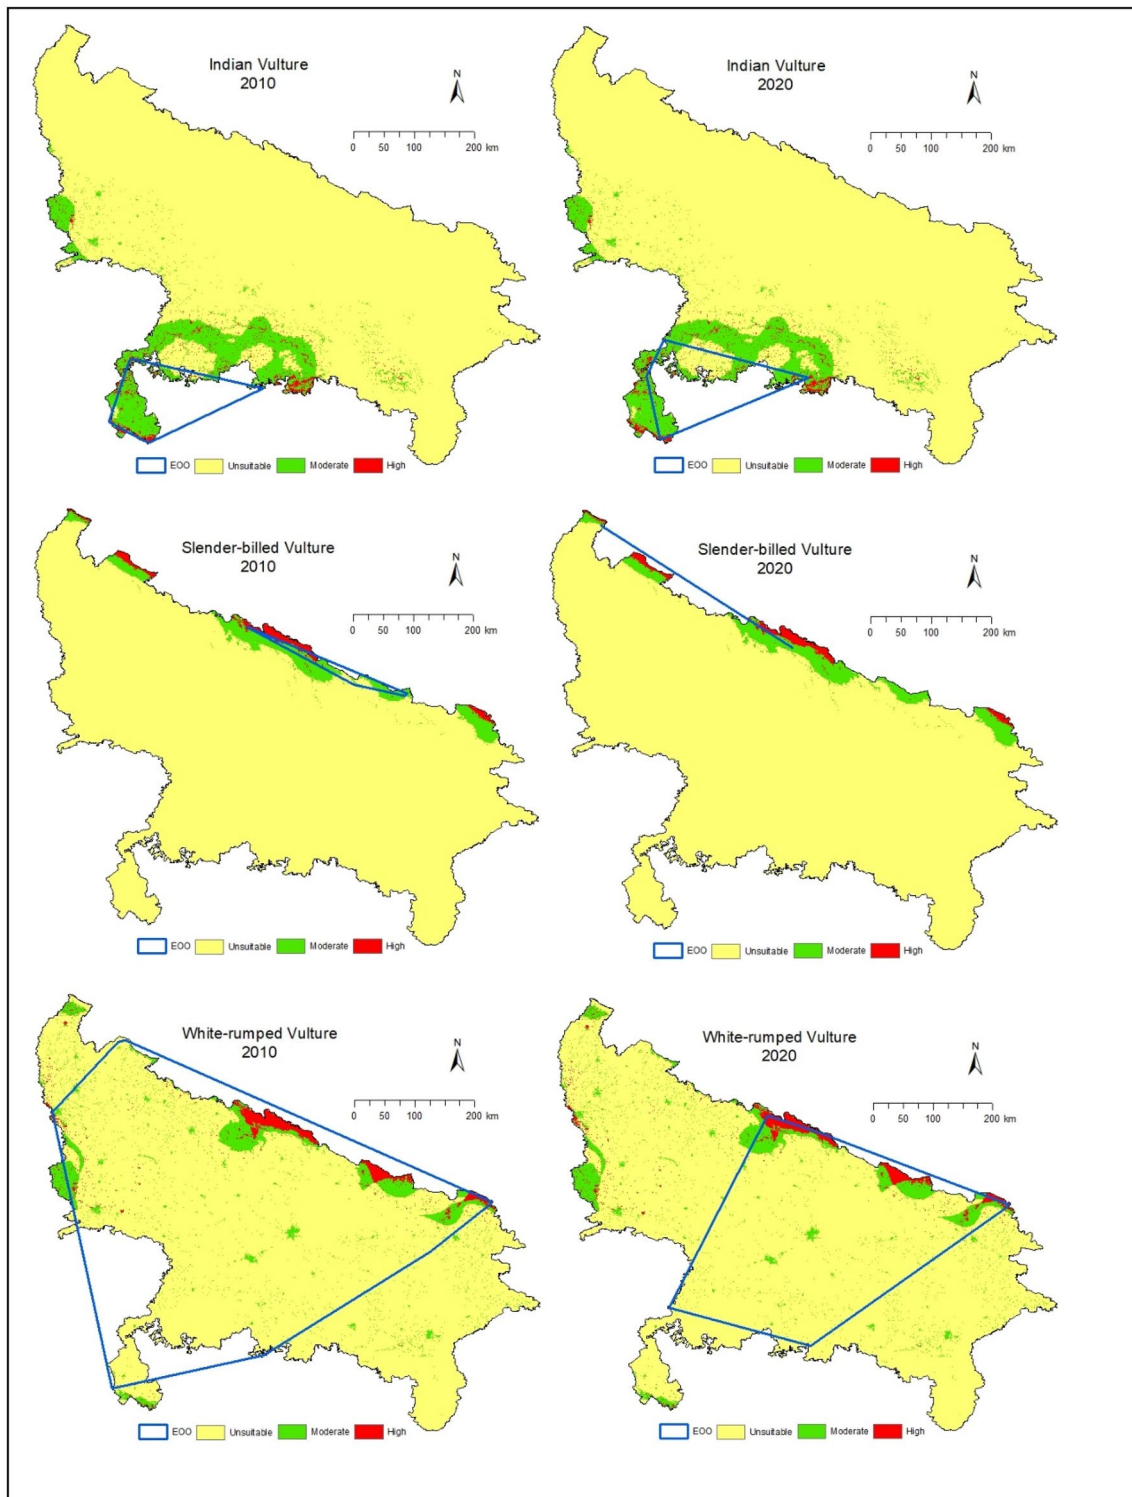 Indian Vulture
2010
N
0 50 100 200 km
EOO Unsuitable Moderate High
Indian Vulture
2020
N
0 50 100 200 km
EOO Unsuitable Moderate High
Slender-billed Vulture
2010
N
0 50 100 200 km
EOO Unsuitable Moderate High
Slender-billed Vulture
2020
N
0 50 100 200 km
EOO Unsuitable Moderate High
White-rumped Vulture
2010
N
0 50 100 200 km
EOO Unsuitable Moderate High
White-rumped Vulture
2020
N
0 50 100 200 km
EOO Unsuitable Moderate High